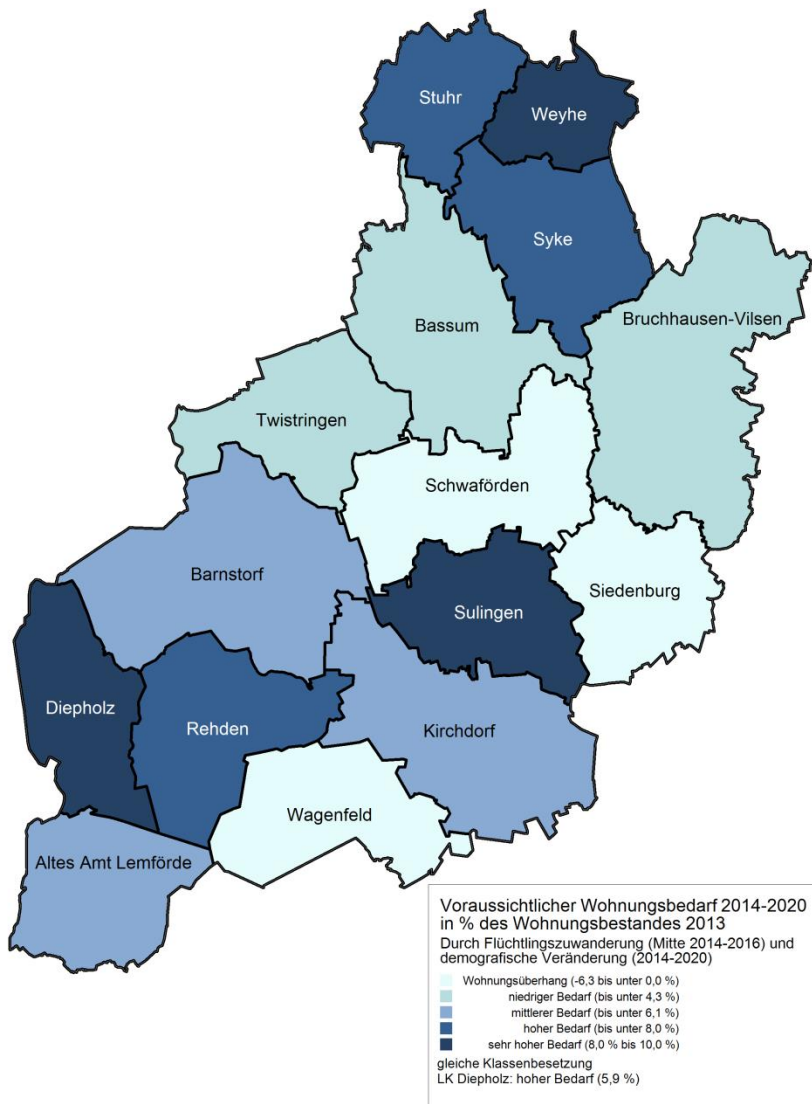 Stuhr
Weyhe
Syke
Bassum
Bruchhausen-Vilsen
Twistringen
Schwaförden
Barnstorf
Siedenburg
Sulingen
Diepholz
Rehden
Kirchdorf
Wagenfeld
Altes Amt Lemförde
Voraussichtlicher Wohnungsbedarf 2014-2020
in % des Wohnungsbestandes 2013
Durch Flüchtlingszuwanderung (Mitte 2014-2016) und
demografische Veränderung (2014-2020)
Wohnungsüberhang (-6,3 bis unter 0,0 %)
niedriger Bedarf (bis unter 4,3 %)
mittlerer Bedarf (bis unter 6,1 %)
hoher Bedarf (bis unter 8,0 %)
sehr hoher Bedarf (8,0 % bis 10,0 %)
gleiche Klassenbesetzung
LK Diepholz: hoher Bedarf (5,9 %)